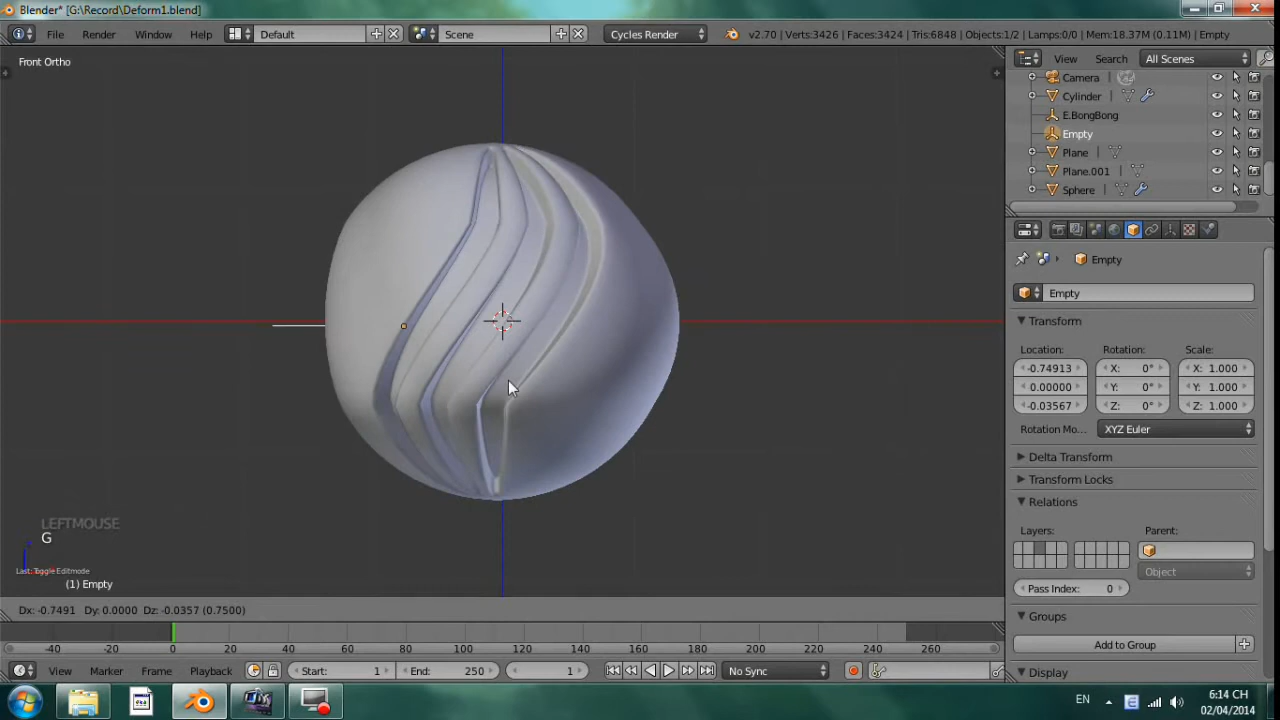 Blender* [G:\Record\Deform1.blend]
File Render Window Help Default Scene Cycles Render v2.70 | Verts:3426 | Faces:3424 | Tris:6848 | Objects:1/2 | Lamps:0/0 | Mem:18.37M (0.11M) | Empty
Front Ortho
View Search All Scenes
Camera
Cylinder
E.BongBong
Empty
Plane
Plane.001
Sphere
Empty
Empty
Transform
Location: Rotation: Scale:
-0.74913 X: 0° X: 1.000
0.00000 Y: 0° Y: 1.000
-0.03567 Z: 0° Z: 1.000
Rotation Mo... XYZ Euler
Delta Transform
Transform Locks
Relations
Layers: Parent:
Object
Pass Index: 0
Groups
Add to Group
Display
LEFTMOUSE
G
Last: Toggle Editmode
(1) Empty
Dx: -0.7491 Dy: 0.0000 Dz: -0.0357 (0.7500)
-40 -20 0 20 40 60 80 100 120 140 160 180 200 220 240 260
View Marker Frame Playback Start: 1 End: 250 1 No Sync
EN 6:14 CH
02/04/2014